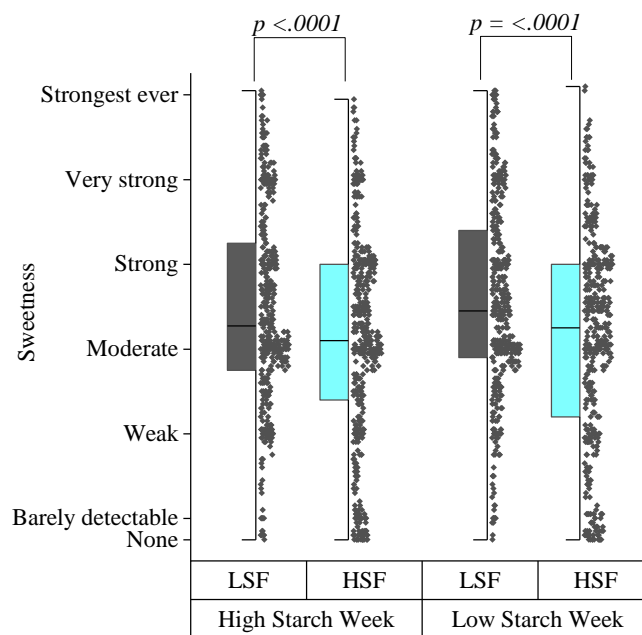 p <.0001
p = <.0001
Strongest ever
Very strong
Strong
Moderate
Weak
Barely detectable
None
Sweetness
LSF
HSF
LSF
HSF
High Starch Week
Low Starch Week